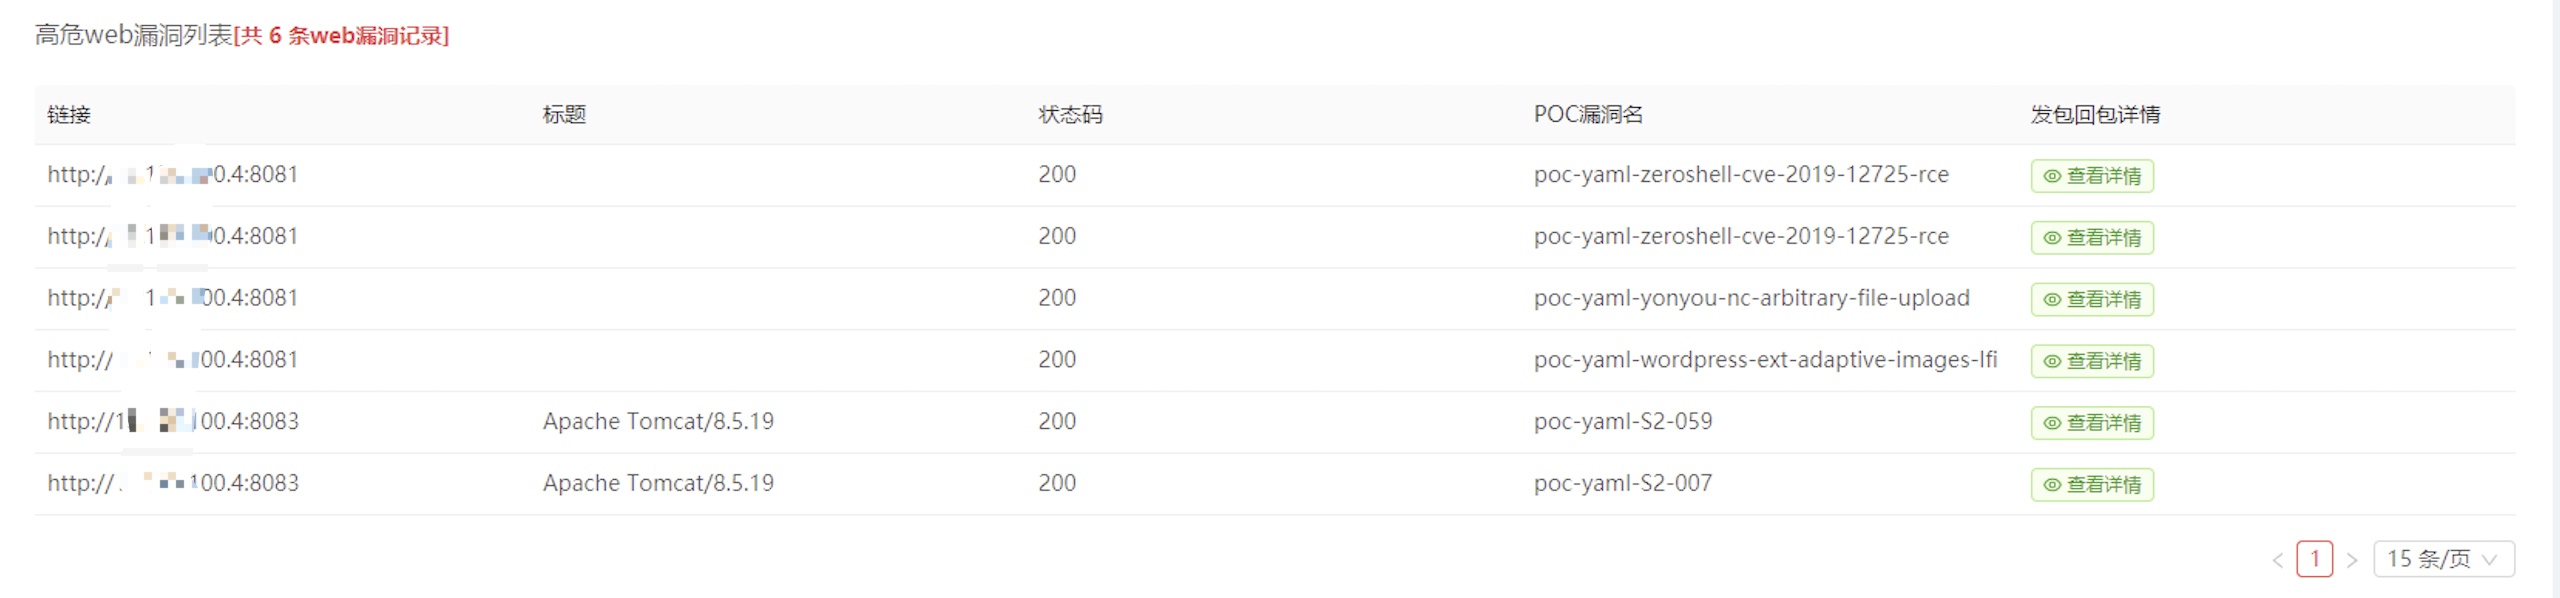 高危web漏洞列表[共 6 条web漏洞记录]
链接 标题 状态码 POC漏洞名 发包回包详情
http:// 0.4:8081 200 poc-yaml-zeroshell-cve-2019-12725-rce 查看详情
http:// 0.4:8081 200 poc-yaml-zeroshell-cve-2019-12725-rce 查看详情
http:// 00.4:8081 200 poc-yaml-yonyou-nc-arbitrary-file-upload 查看详情
http:// 00.4:8081 200 poc-yaml-wordpress-ext-adaptive-images-lfi 查看详情
http://1 00.4:8083 Apache Tomcat/8.5.19 200 poc-yaml-S2-059 查看详情
http:// 100.4:8083 Apache Tomcat/8.5.19 200 poc-yaml-S2-007 查看详情
< 1 > 15 条/页